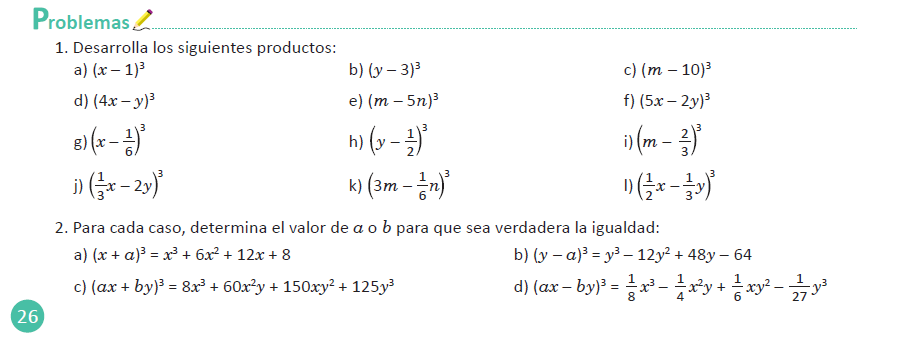 Problemas
1. Desarrolla los siguientes productos:
a) (x – 1)³ b) (y – 3)³ c) (m – 10)³
d) (4x – y)³ e) (m – 5n)³ f) (5x – 2y)³
g) (x – 1/6)³ h) (y – 1/2)³ i) (m – 2/3)³
j) (1/3x – 2y)³ k) (3m – 1/6n)³ l) (1/2x – 1/3y)³
2. Para cada caso, determina el valor de a o b para que sea verdadera la igualdad:
a) (x + a)³ = x³ + 6x² + 12x + 8 b) (y – a)³ = y³ – 12y² + 48y – 64
c) (ax + by)³ = 8x³ + 60x²y + 150xy² + 125y³ d) (ax – by)³ = 1/8x³ – 1/4x²y + 1/6xy² – 1/27y³
26